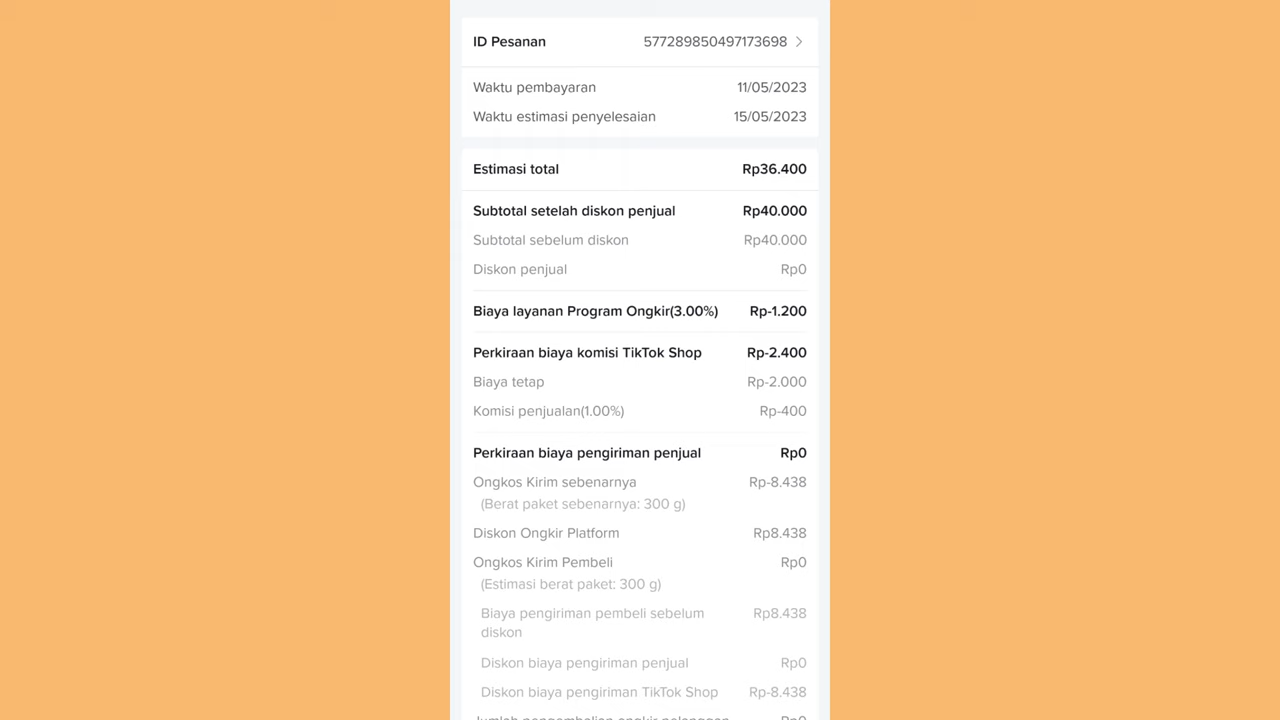 ID Pesanan 577289850497173698
Waktu pembayaran 11/05/2023
Waktu estimasi penyelesaian 15/05/2023
Estimasi total Rp36.400
Subtotal setelah diskon penjual Rp40.000
Subtotal sebelum diskon Rp40.000
Diskon penjual Rp0
Biaya layanan Program Ongkir(3.00%) Rp-1.200
Perkiraan biaya komisi TikTok Shop Rp-2.400
Biaya tetap Rp-2.000
Komisi penjualan(1.00%) Rp-400
Perkiraan biaya pengiriman penjual Rp0
Ongkos Kirim sebenarnya Rp-8.438
(Berat paket sebenarnya: 300 g)
Diskon Ongkir Platform Rp8.438
Ongkos Kirim Pembeli Rp0
(Estimasi berat paket: 300 g)
Biaya pengiriman pembeli sebelum Rp8.438
diskon
Diskon biaya pengiriman penjual Rp0
Diskon biaya pengiriman TikTok Shop Rp-8.438
Jumlah pengembalian ongkir pelanggan Rp0